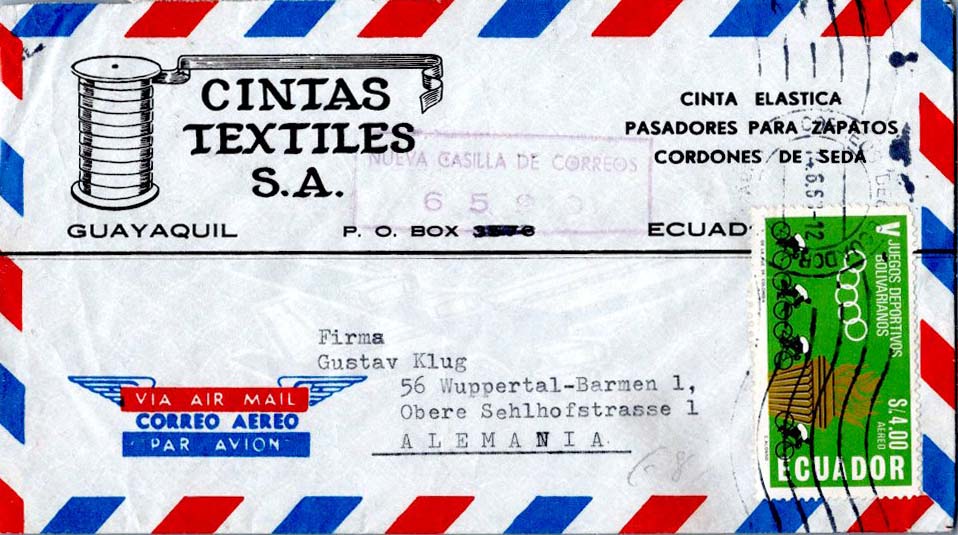 CINTAS
TEXTILES
S.A.
CINTA ELASTICA
PASADORES PARA ZAPATOS
CORDONES DE SEDA
NUEVA CASILLA DE CORREOS
GUAYAQUIL
P. O. BOX
V JUEGOS DEPORTIVOS
BOLIVARIANOS
S/4.00
AEREO
ECUADOR
Firma
Gustav Klug
56 Wuppertal-Barmen 1,
Obere Sehlhofstrasse 1
ALEMANIA
VIA AIR MAIL
CORREO AEREO
PAR AVION